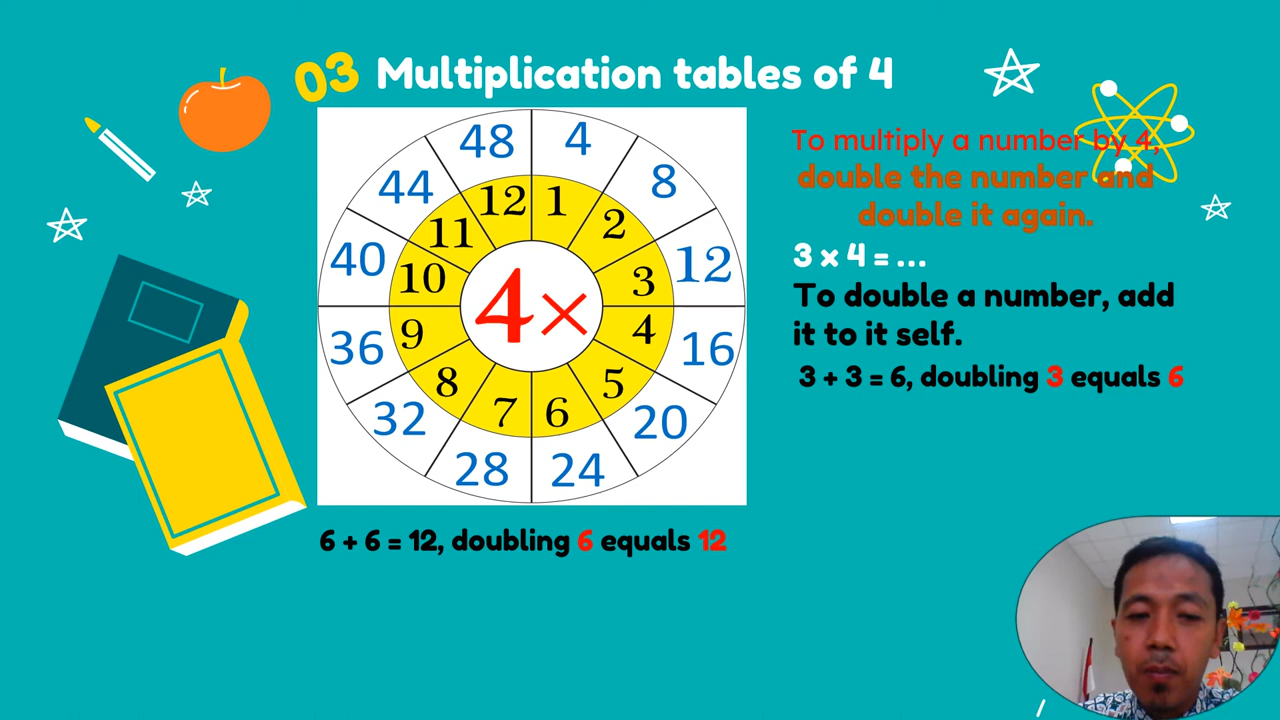 03 Multiplication tables of 4
48 4
44 8
12 1
11 2
40 10 3 12
4×
36 9 4 16
8 5
32 20
7 6
28 24
To multiply a number by 4,
double the number and
double it again.
3 × 4 = ...
To double a number, add
it to it self.
3 + 3 = 6, doubling 3 equals 6
6 + 6 = 12, doubling 6 equals 12